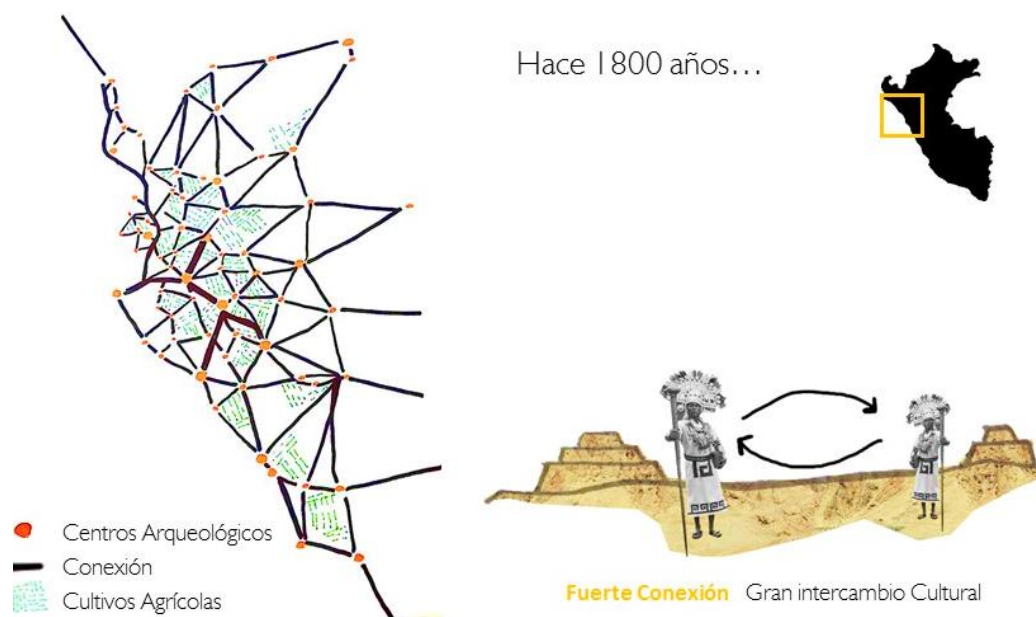 Hace 1800 años...
Centros Arqueológicos
Conexión
Cultivos Agrícolas
Fuerte Conexión Gran intercambio Cultural